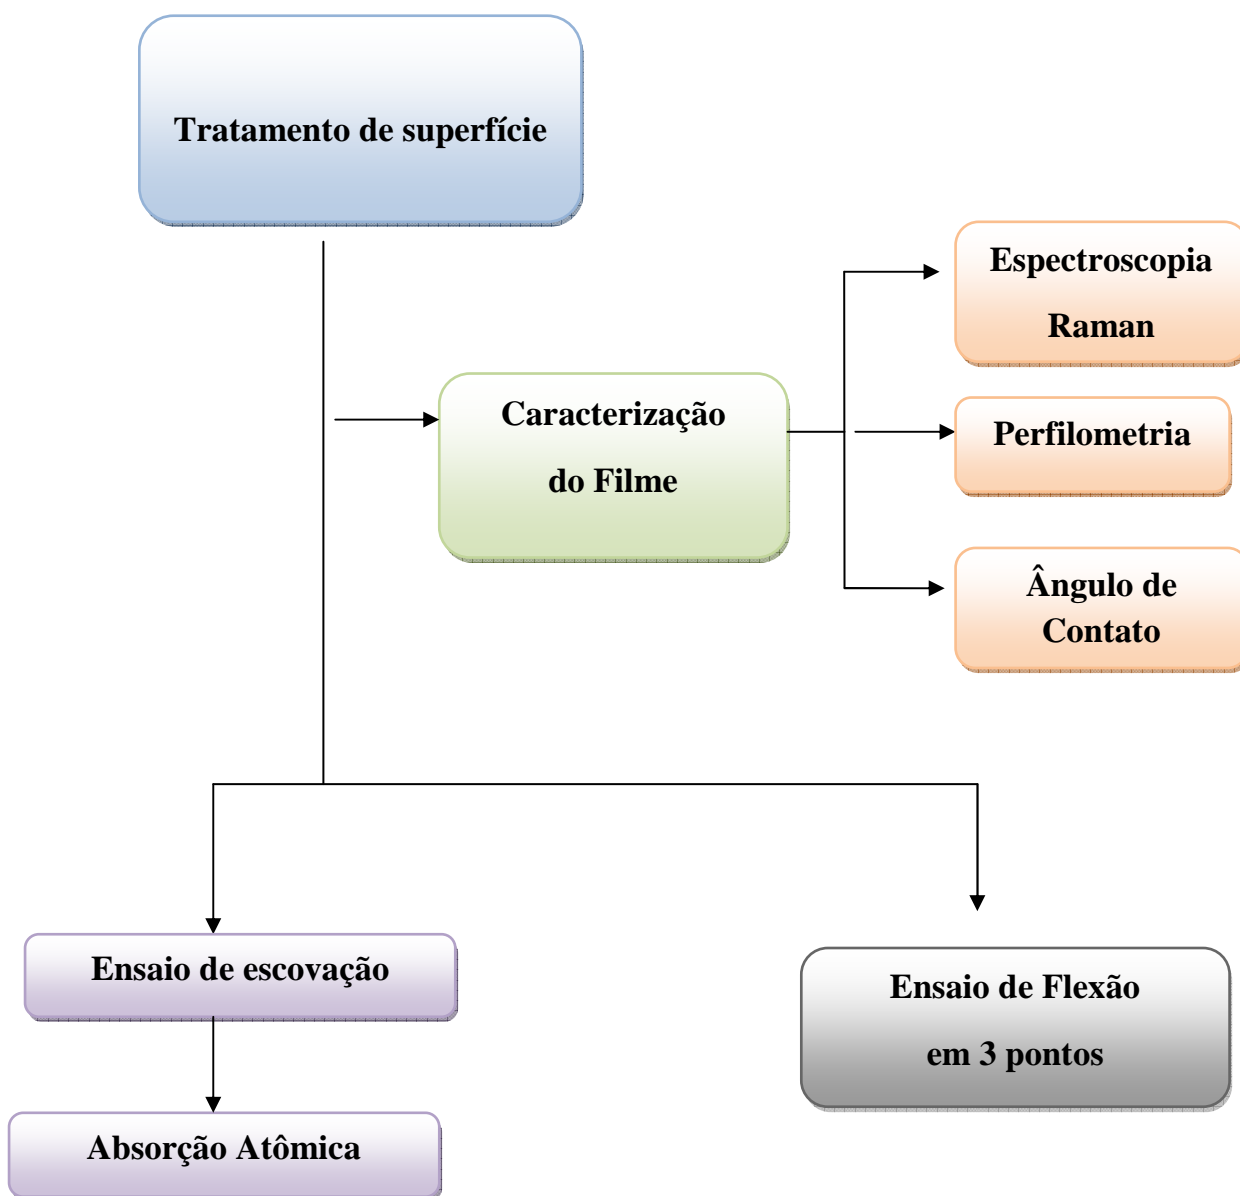 Tratamento de superfície
Espectroscopia
Raman
Caracterização
do Filme
Perfilometria
Ângulo de
Contato
Ensaio de escovação
Ensaio de Flexão
em 3 pontos
Absorção Atômica